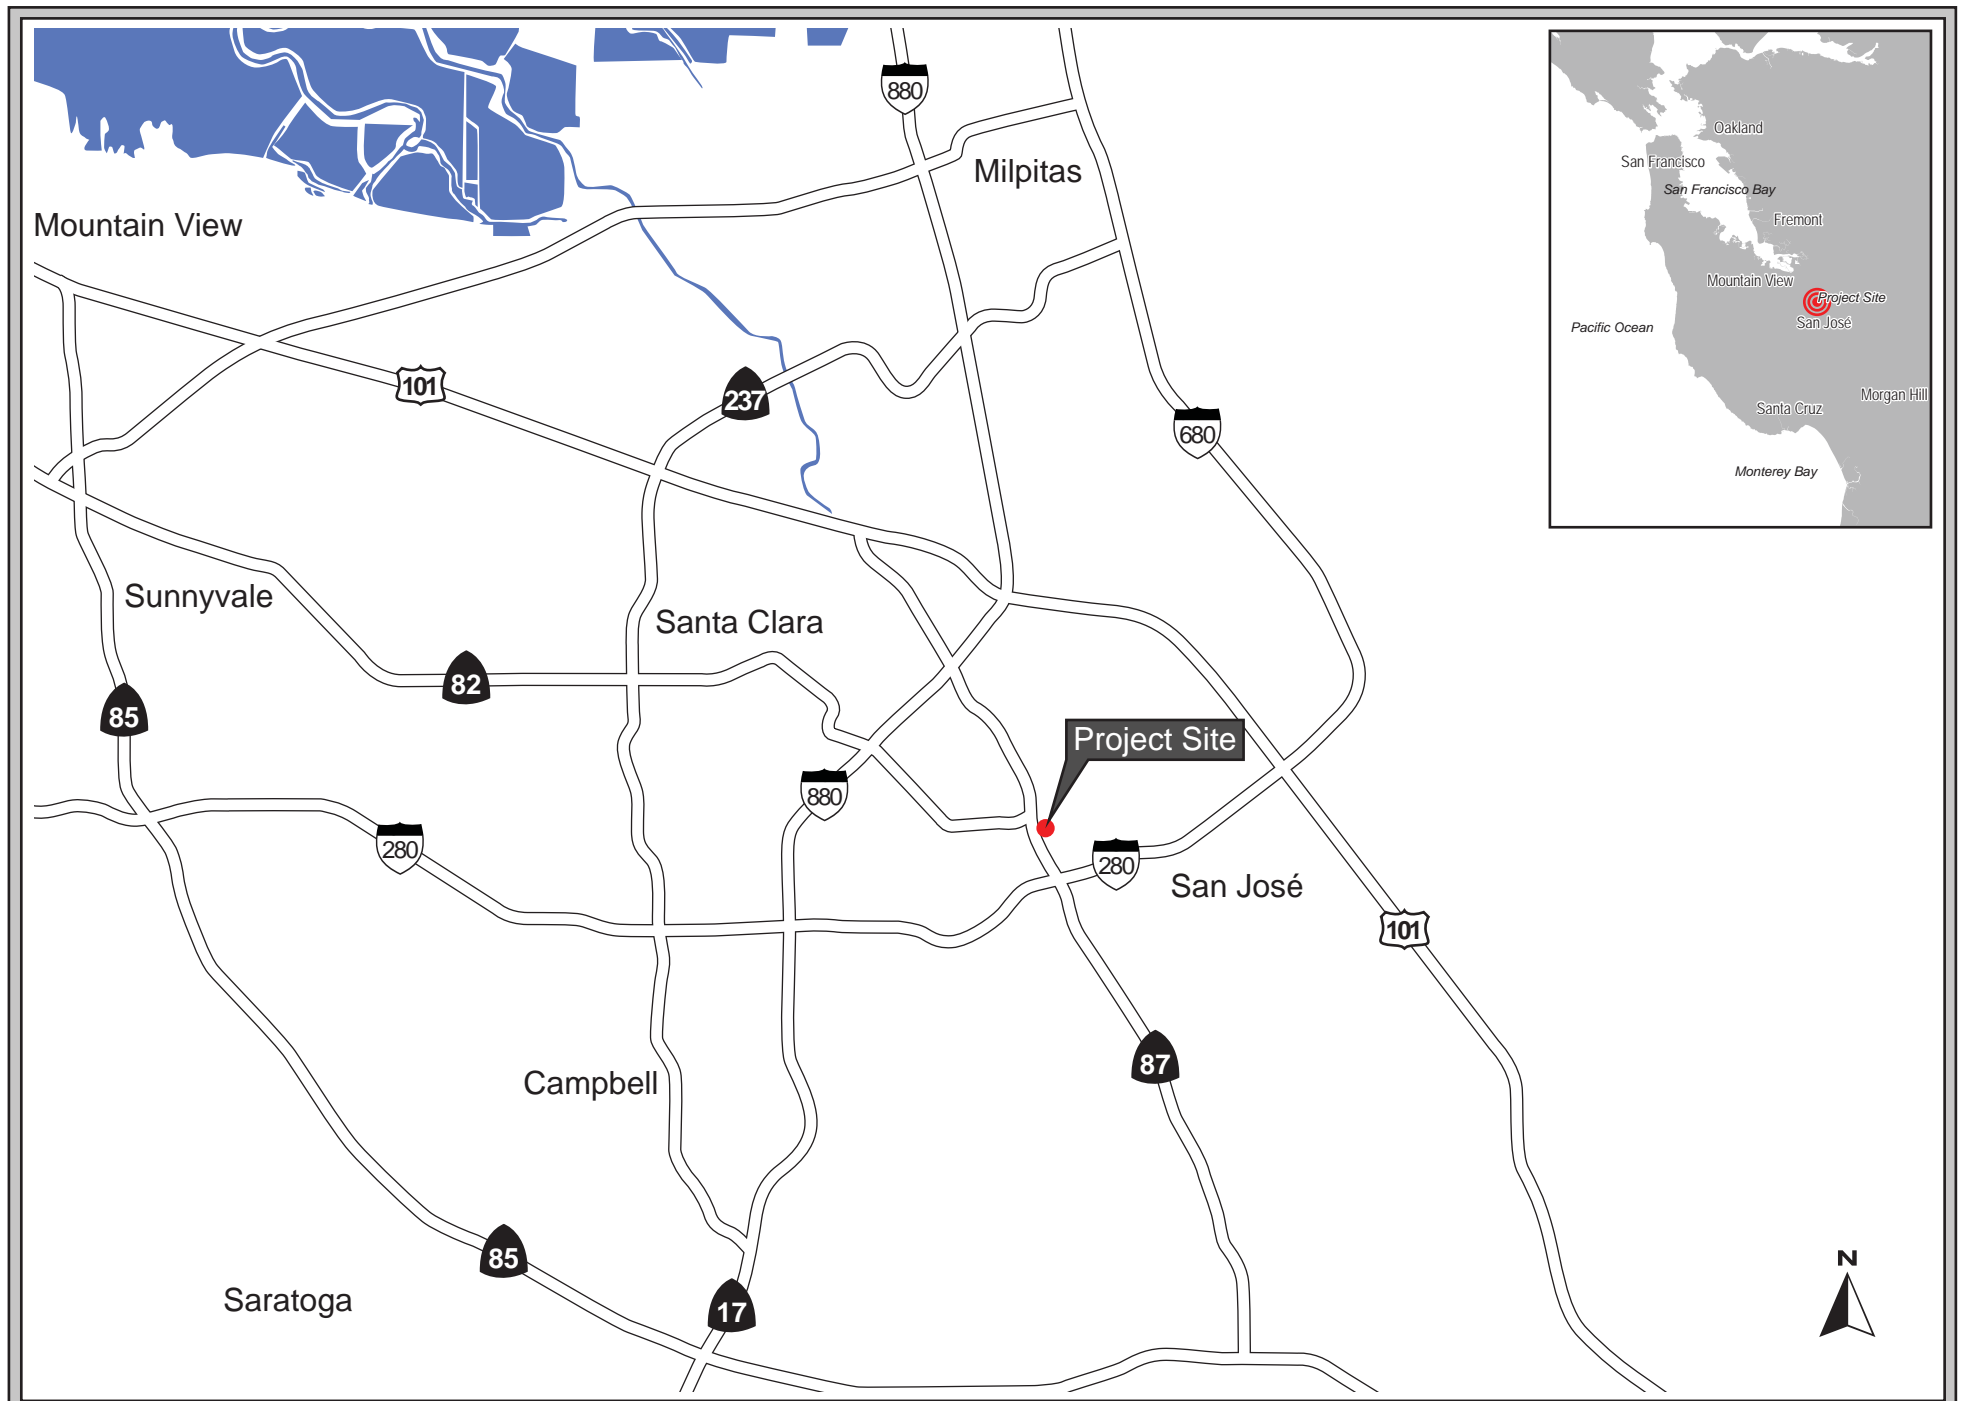 880
Milpitas
Mountain View
101
237
680
Sunnyvale
Santa Clara
82
85
Project Site
880
280
280
San José
101
Campbell
87
85
Saratoga
17
N
Oakland
San Francisco
San Francisco Bay
Fremont
Mountain View
Project Site
San José
Pacific Ocean
Morgan Hill
Santa Cruz
Monterey Bay